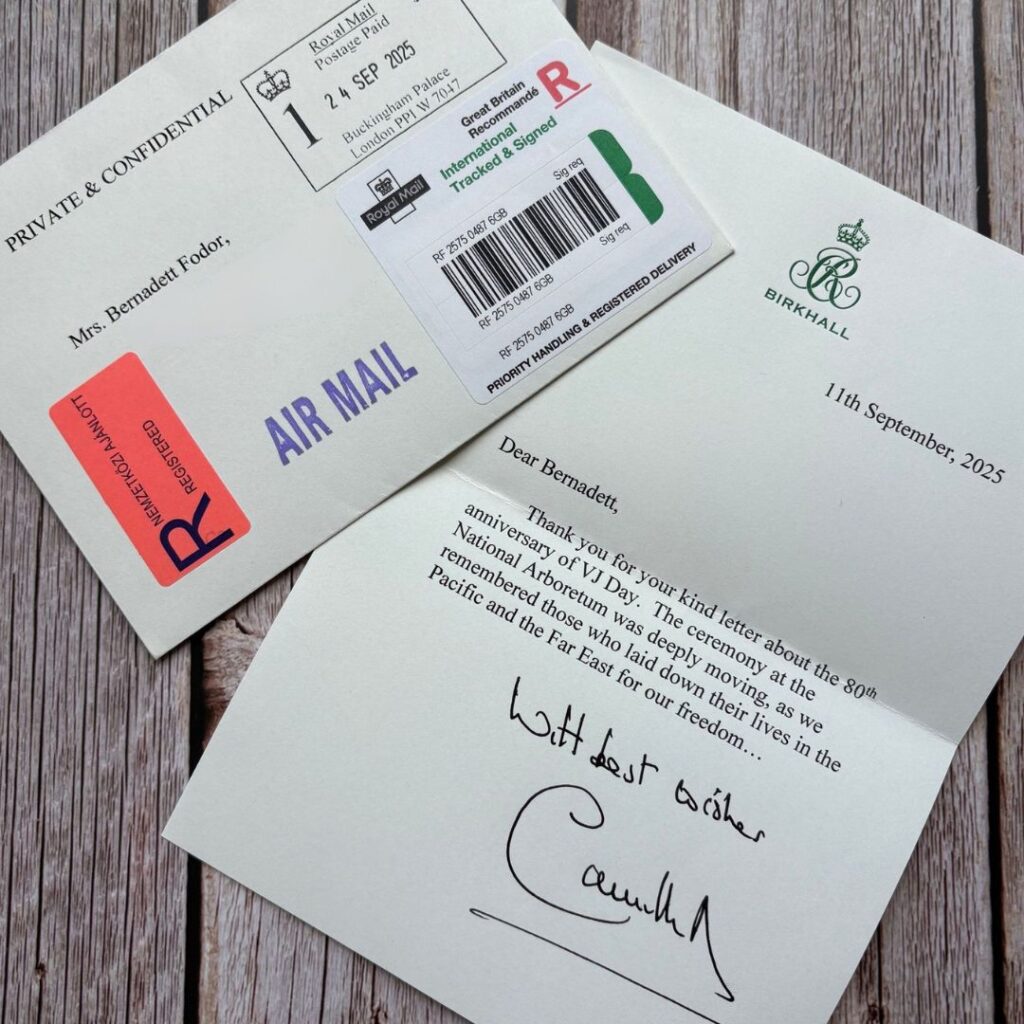 Royal Mail
Postage Paid
1
24 SEP 2025
Buckingham Palace
London PP1 W 7047
PRIVATE & CONFIDENTIAL
Mrs. Bernadett Fodor,
Great Britain
Recommandé
R
International
Tracked & Signed
Royal Mail
Sig req
RF 2575 0487 6GB
RF 2575 0487 6GB
Sig req
RF 2575 0487 6GB
PRIORITY HANDLING & REGISTERED DELIVERY
AIR MAIL
R
NEMZETKÖZI AJÁNLOTT
REGISTERED
BIRKHALL
11th September, 2025
Dear Bernadett,
Thank you for your kind letter about the 80th
anniversary of VJ Day. The ceremony at the
National Arboretum was deeply moving, as we
remembered those who laid down their lives in the
Pacific and the Far East for our freedom...
With best wishes
Camilla R